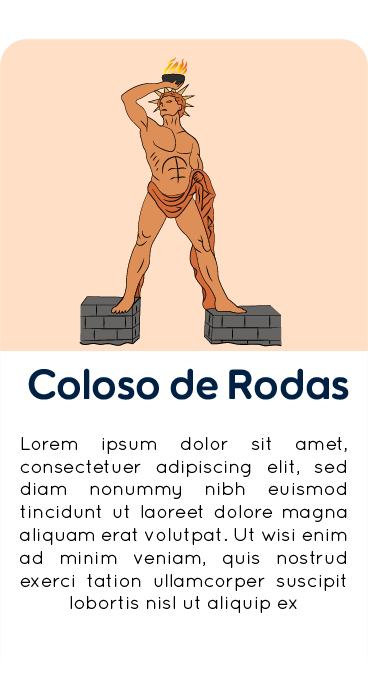 Coloso de Rodas
Lorem ipsum dolor sit amet,
consectetuer adipiscing elit, sed
diam nonummy nibh euismod
tincidunt ut laoreet dolore magna
aliquam erat volutpat. Ut wisi enim
ad minim veniam, quis nostrud
exerci tation ullamcorper suscipit
lobortis nisl ut aliquip ex